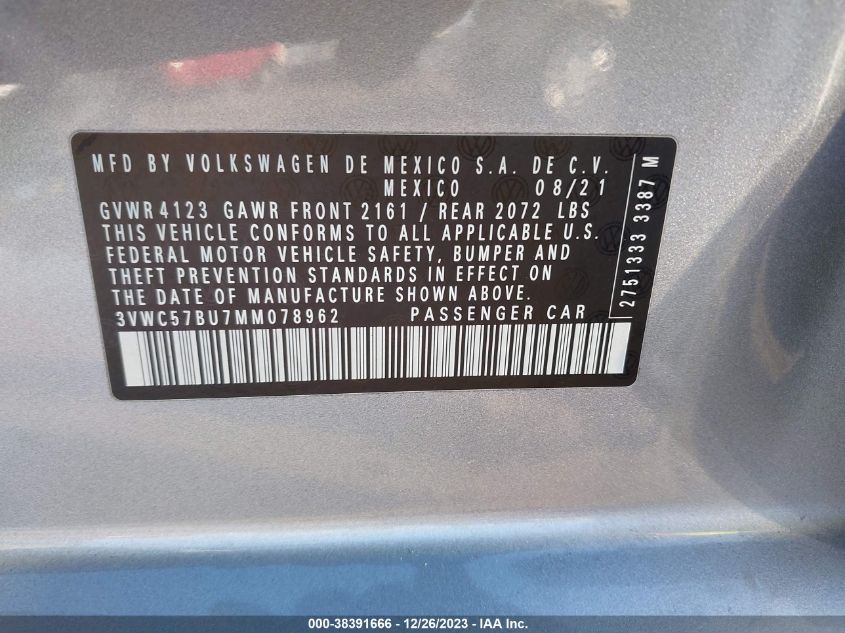 MFD BY VOLKSWAGEN DE MEXICO S.A. DE C.V.
MEXICO 08/21
GVWR 4123 GAWR FRONT 2161 / REAR 2072 LBS
THIS VEHICLE CONFORMS TO ALL APPLICABLE U.S.
FEDERAL MOTOR VEHICLE SAFETY, BUMPER AND
THEFT PREVENTION STANDARDS IN EFFECT ON
THE DATE OF MANUFACTURE SHOWN ABOVE.
3VWC57BU7MM078962 PASSENGER CAR
2751333 3387 M
000-38391666 - 12/26/2023 - IAA Inc.